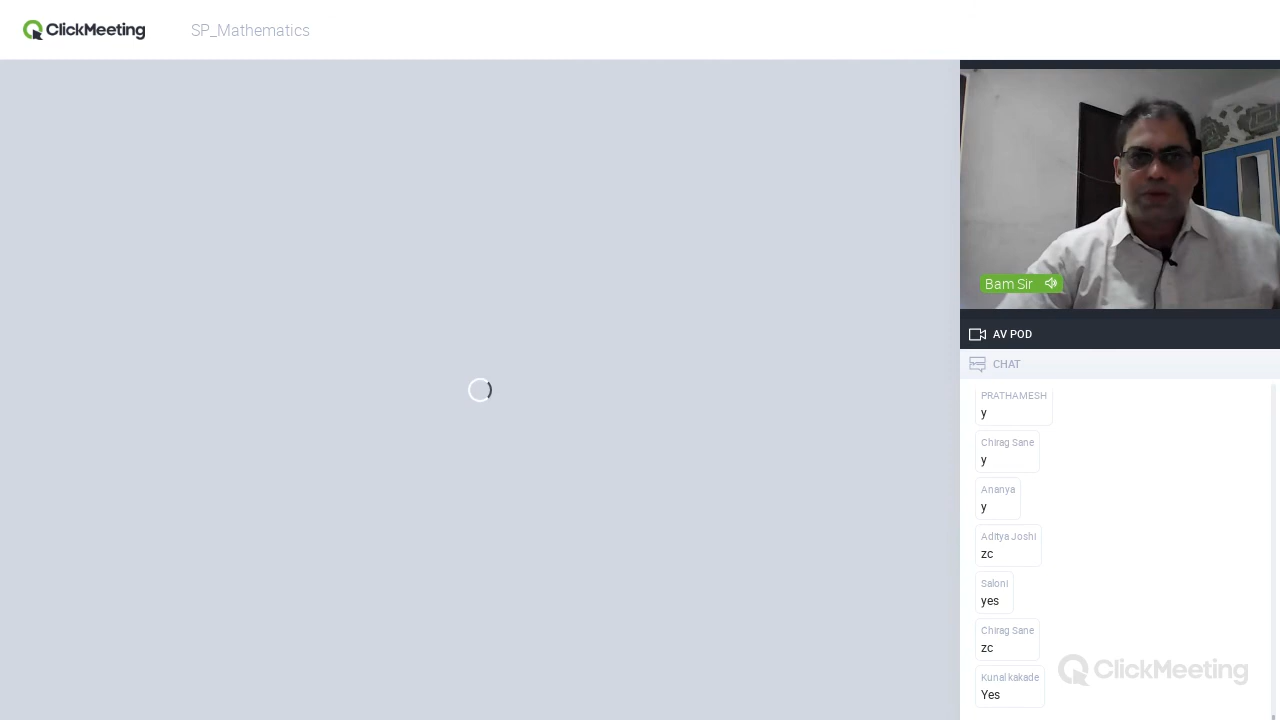 ClickMeeting
SP_Mathematics
Bam Sir
AV POD
CHAT
PRATHAMESH
y
Chirag Sane
y
Ananya
y
Aditya Joshi
zc
Saloni
yes
Chirag Sane
zc
Kunal kakade
Yes
ClickMeeting